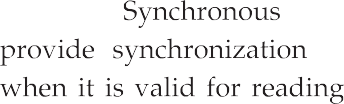 Synchronous
provide synchronization
when it is valid for reading